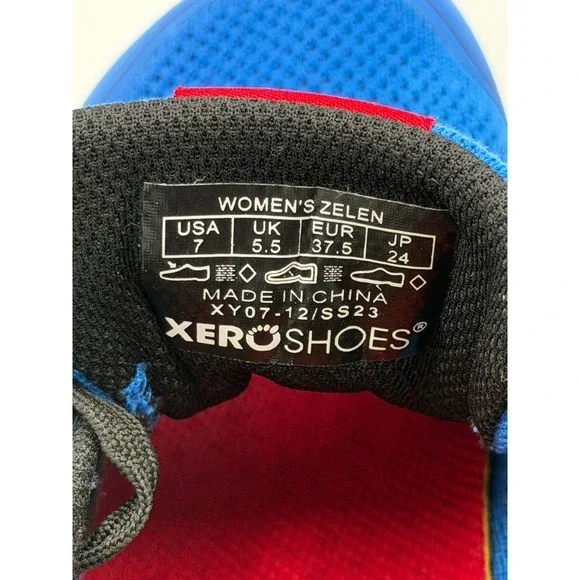 WOMEN'S ZELEN
USA UK EUR JP
7 5.5 37.5 24
MADE IN CHINA
XY07-12/SS23
XEROSHOES®